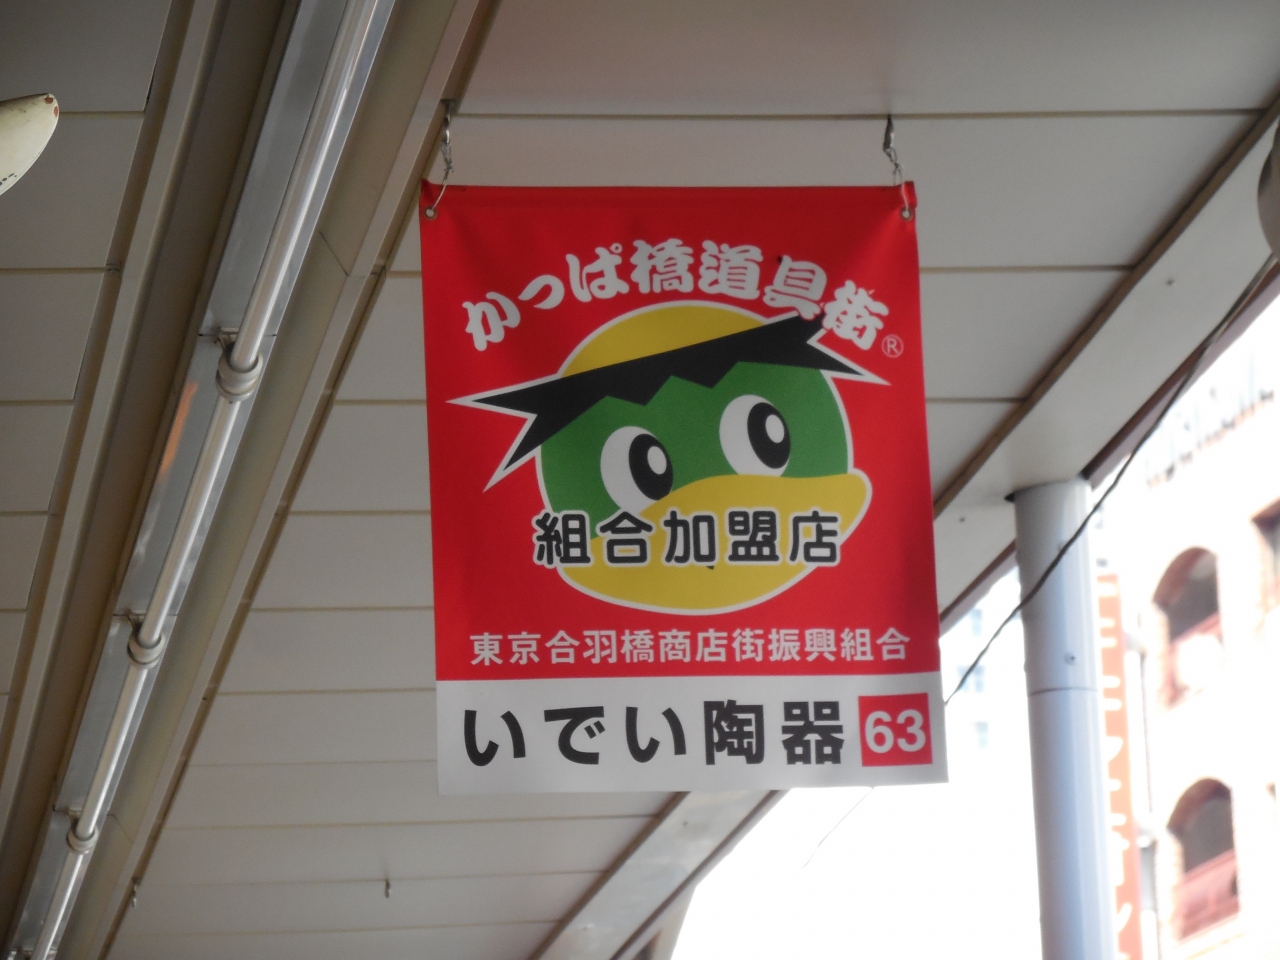 かっぱ橋道具街®
組合加盟店
東京合羽橋商店街振興組合
いでい陶器 63